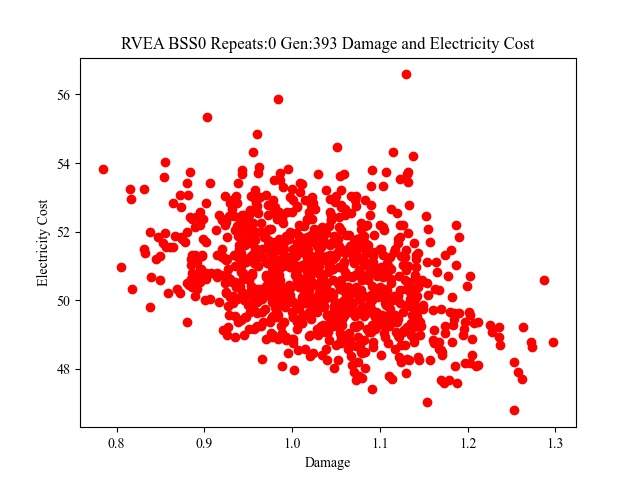 RVEA BSS0 Repeats:0 Gen:393 Damage and Electricity Cost
56
54
52
50
48
Electricity Cost
0.8 0.9 1.0 1.1 1.2 1.3
Damage